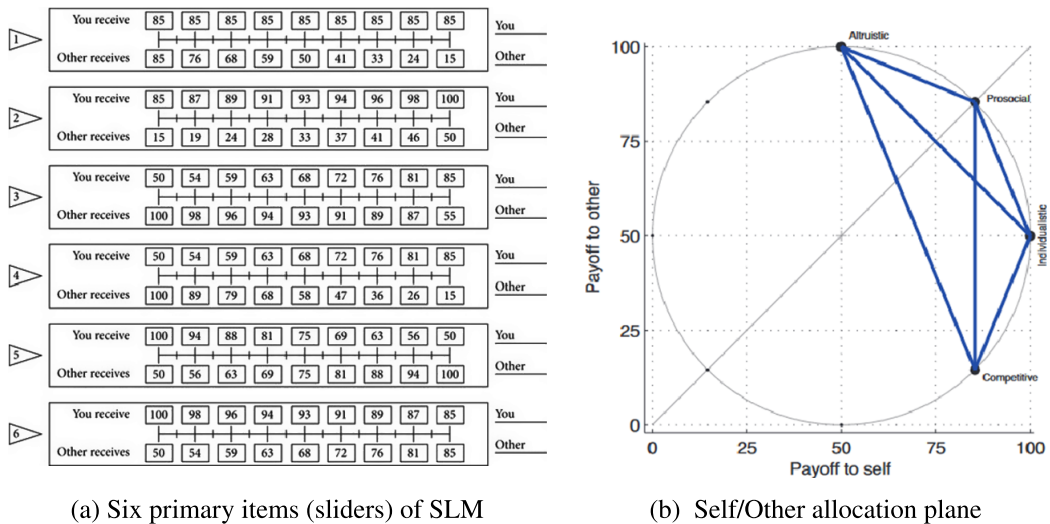 You receive 85 85 85 85 85 85 85 85 85 You
1
Other receives 85 76 68 59 50 41 33 24 15 Other
You receive 85 87 89 91 93 94 96 98 100 You
2
Other receives 15 19 24 28 33 37 41 46 50 Other
You receive 50 54 59 63 68 72 76 81 85 You
3
Other receives 100 98 96 94 93 91 89 87 55 Other
You receive 50 54 59 63 68 72 76 81 85 You
4
Other receives 100 89 79 68 58 47 36 26 15 Other
You receive 100 94 88 81 75 69 63 56 50 You
5
Other receives 50 56 63 69 75 81 88 94 100 Other
You receive 100 98 96 94 93 91 89 87 85 You
6
Other receives 50 54 59 63 68 72 76 81 85 Other
(a) Six primary items (sliders) of SLM
Altruistic
100
Prosocial
75
Payoff to other
50
Individualistic
25
Competitive
0
0 25 50 75 100
Payoff to self
(b) Self/Other allocation plane